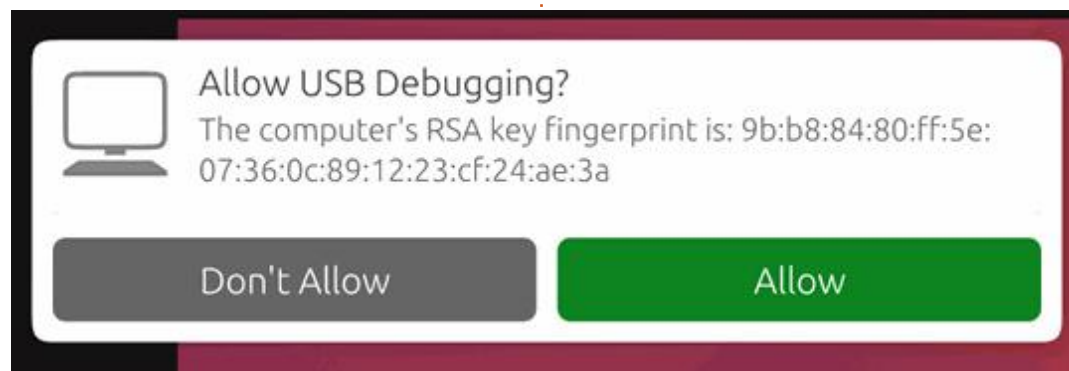 Allow USB Debugging?
The computer's RSA key fingerprint is: 9b:b8:84:80:ff:5e:
07:36:0c:89:12:23:cf:24:ae:3a
Don't Allow
Allow